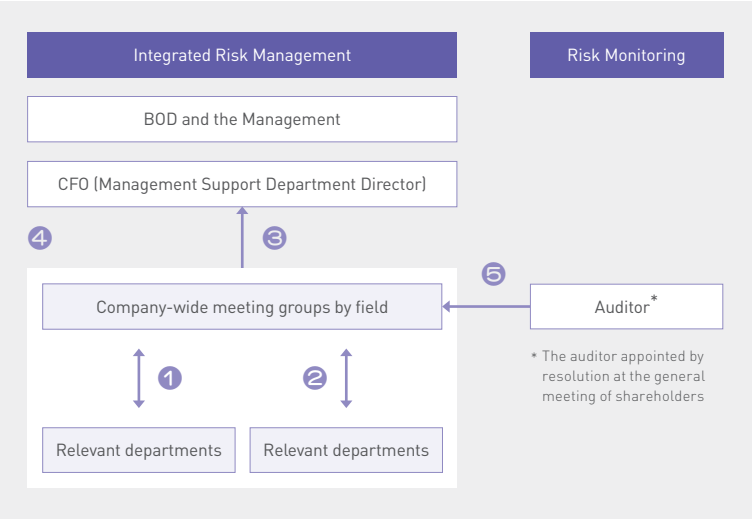 Integrated Risk Management
Risk Monitoring
BOD and the Management
CFO (Management Support Department Director)
4
3
5
Company-wide meeting groups by field
Auditor*
* The auditor appointed by
resolution at the general
meeting of shareholders
1
2
Relevant departments
Relevant departments